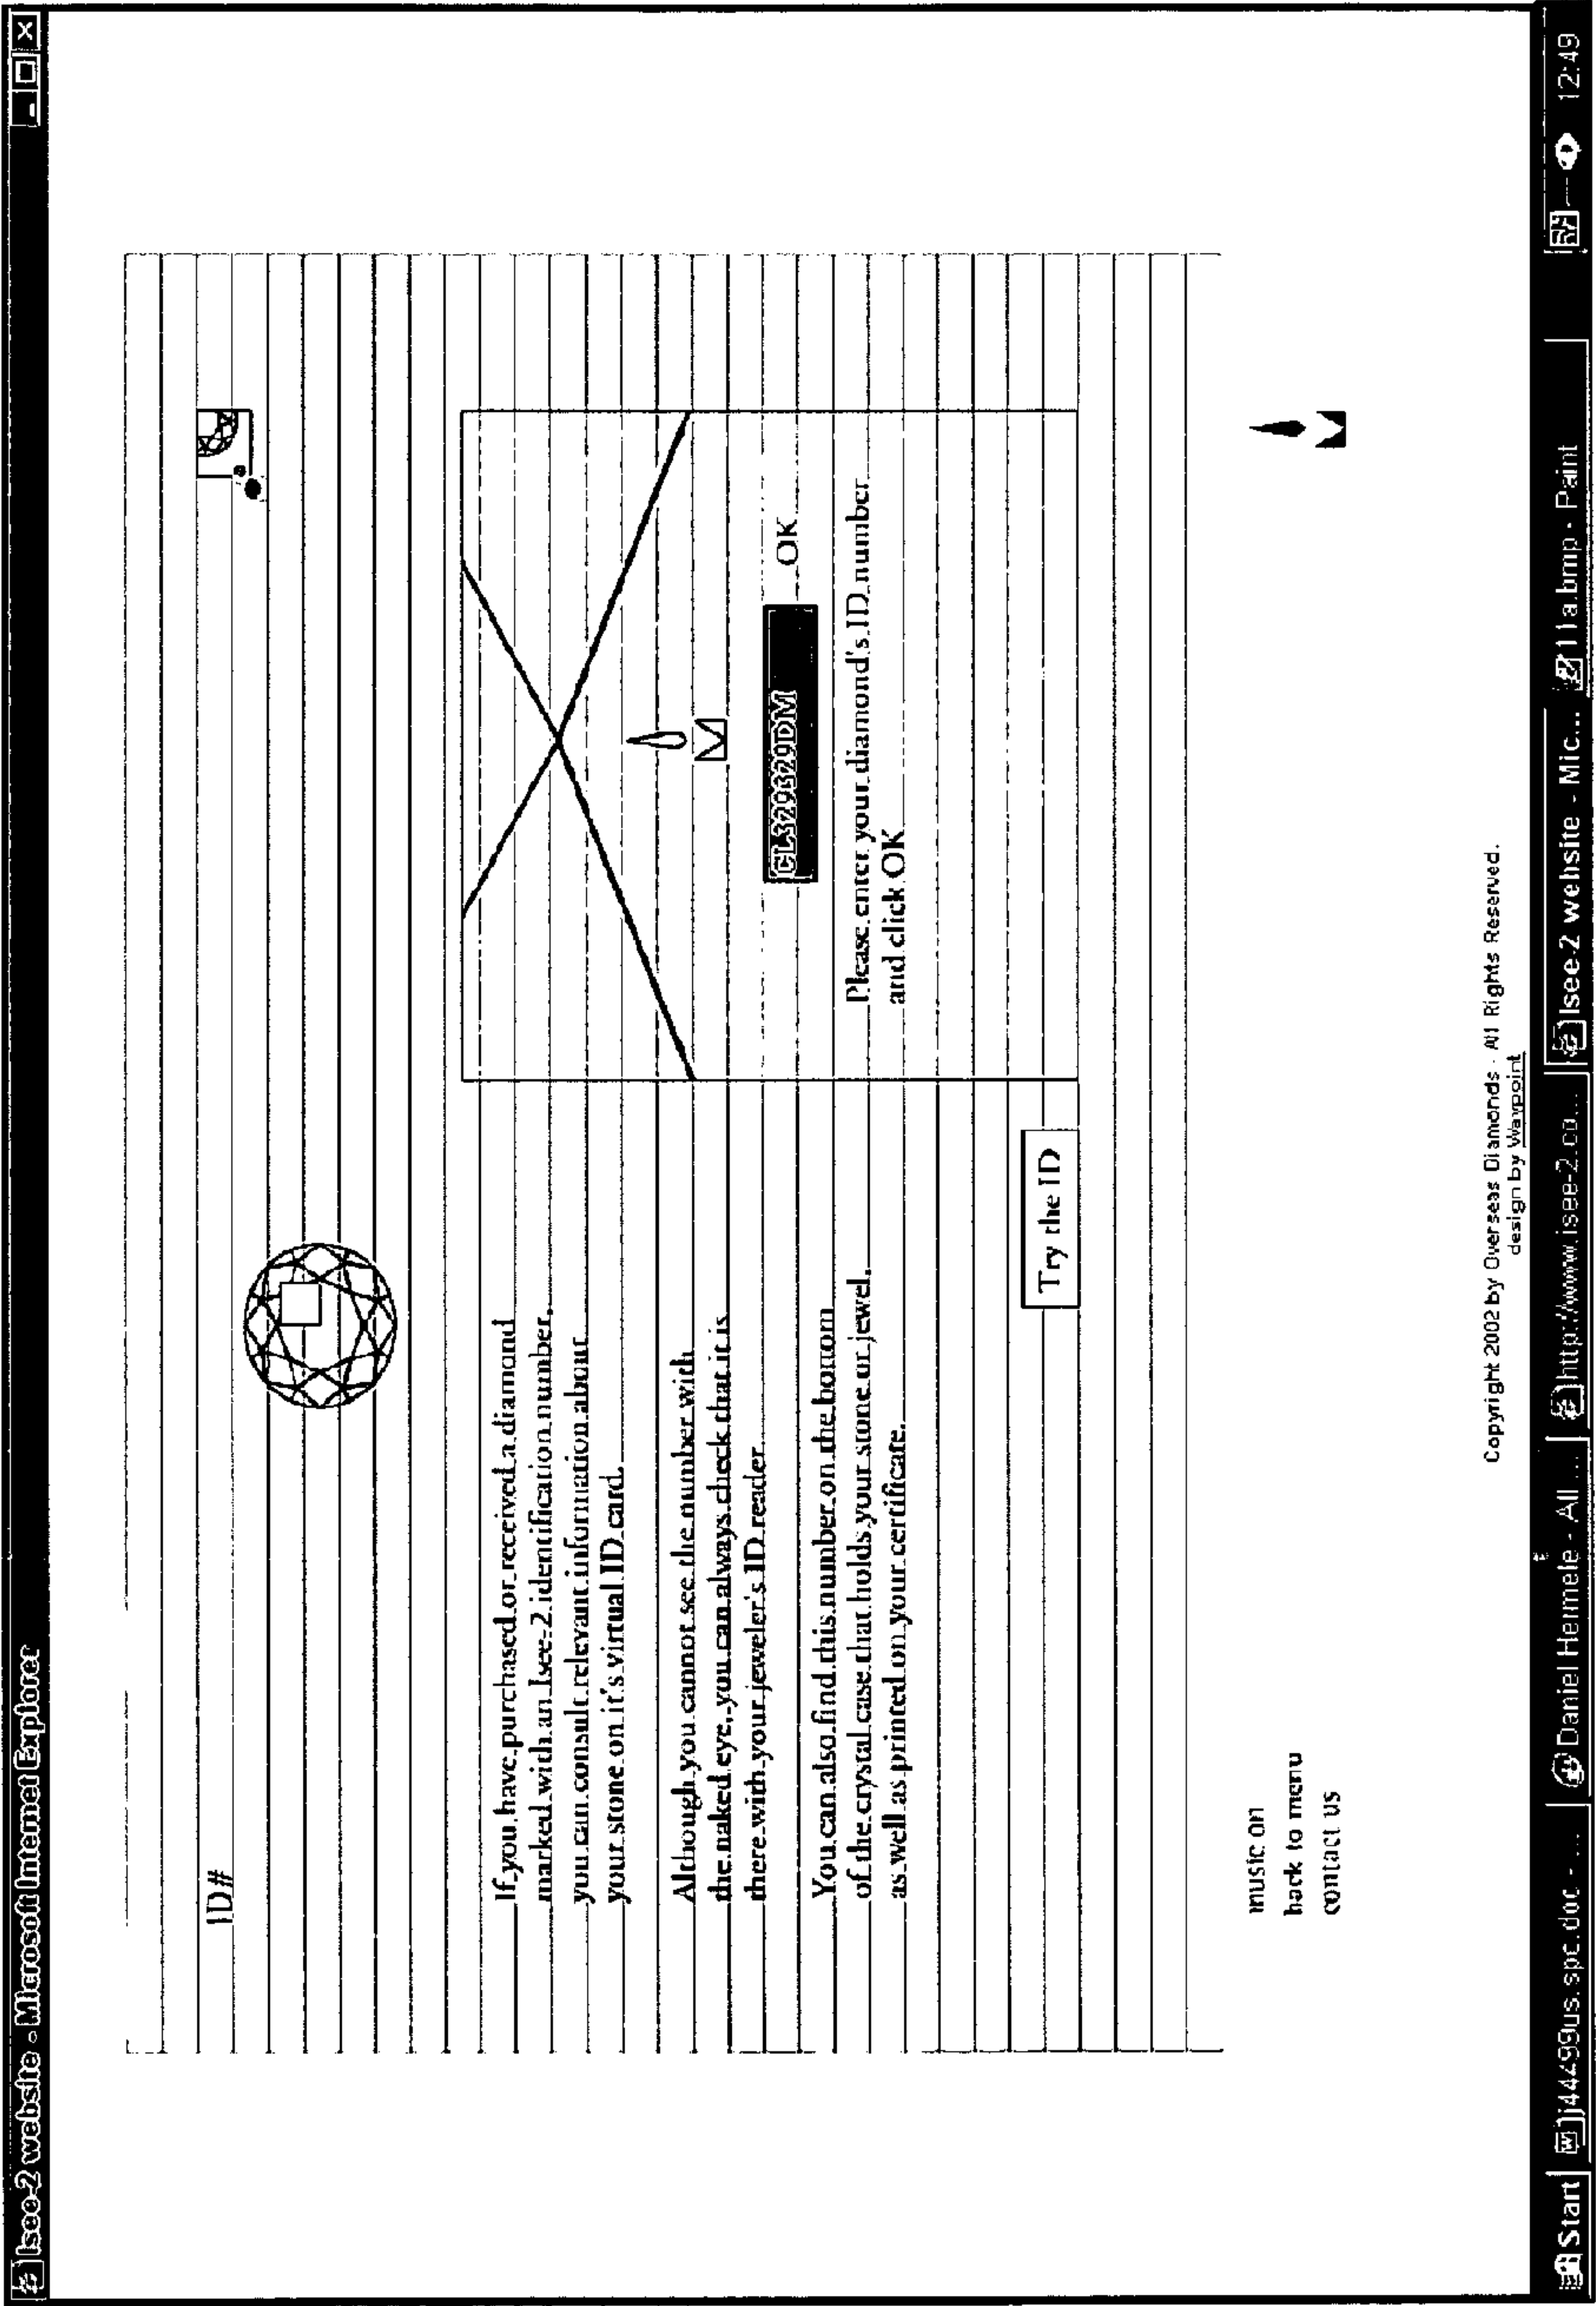 Isee-2 website - Microsoft Internet Explorer
ID#
If you have purchased or received a diamond
marked with an Isee-2 identification number,
you can consult relevant information about
your stone on it's virtual ID card.
Although you cannot see the number with
the naked eye, you can always check that it is
there with your jeweler's ID reader.
You can also find this number on the bottom
of the crystal case that holds your stone or jewel,
as well as printed on your certificate.
Try the ID
CL329329DM OK
Please enter your diamond's ID number
and click OK
music on
back to menu
contact us
Copyright 2002 by Overseas Diamonds - All Rights Reserved.
design by Waypoint
Start j44499us.spc.doc - ... Daniel Hermele - All ... http://www.isee-2.co... Isee-2 website - Mic... 11a.bmp - Paint 12:49